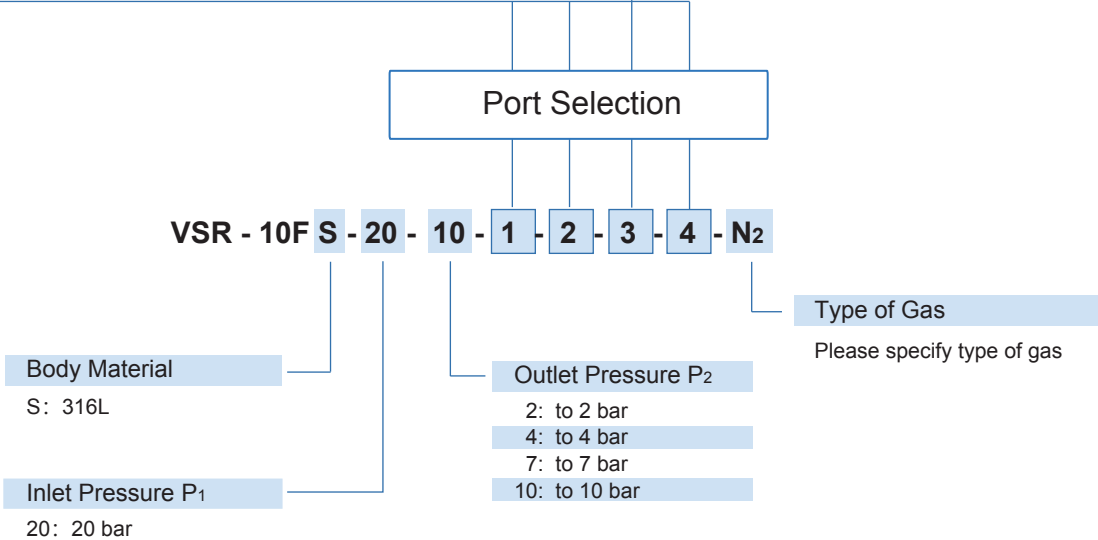 Port Selection
VSR - 10F S - 20 - 10 - 1 - 2 - 3 - 4 - N2
Type of Gas
Please specify type of gas
Body Material
S: 316L
Outlet Pressure P2
2: to 2 bar
4: to 4 bar
7: to 7 bar
10: to 10 bar
Inlet Pressure P1
20: 20 bar